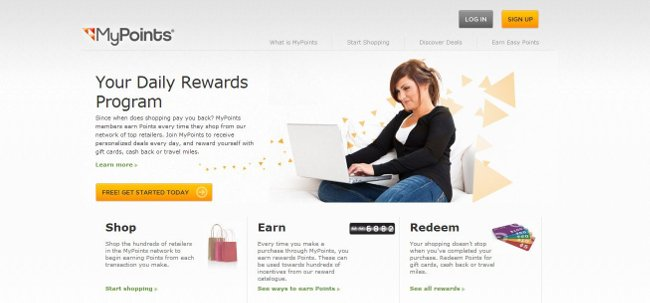 LOG IN
SIGN UP
MyPoints®
What is MyPoints
Start Shopping
Discover Deals
Earn Easy Points
Your Daily Rewards
Program
Since when does shopping pay you back? MyPoints
members earn Points every time they shop from our
network of top retailers. Join MyPoints to receive
personalized deals every day, and reward yourself with
gift cards, cash back or travel miles.
Learn more »
FREE! GET STARTED TODAY
Shop
Shop the hundreds of retailers
in the MyPoints network to
begin earning Points from each
transaction you make.
Start shopping »
Earn
Every time you make a
purchase through MyPoints, you
earn rewards Points. These can
be used towards hundreds of
incentives from our reward
catalogue.
See ways to earn Points »
Redeem
Your shopping doesn't stop
when you've completed your
purchase. Redeem Points for
gift cards, cash back or travel
miles.
See all rewards »